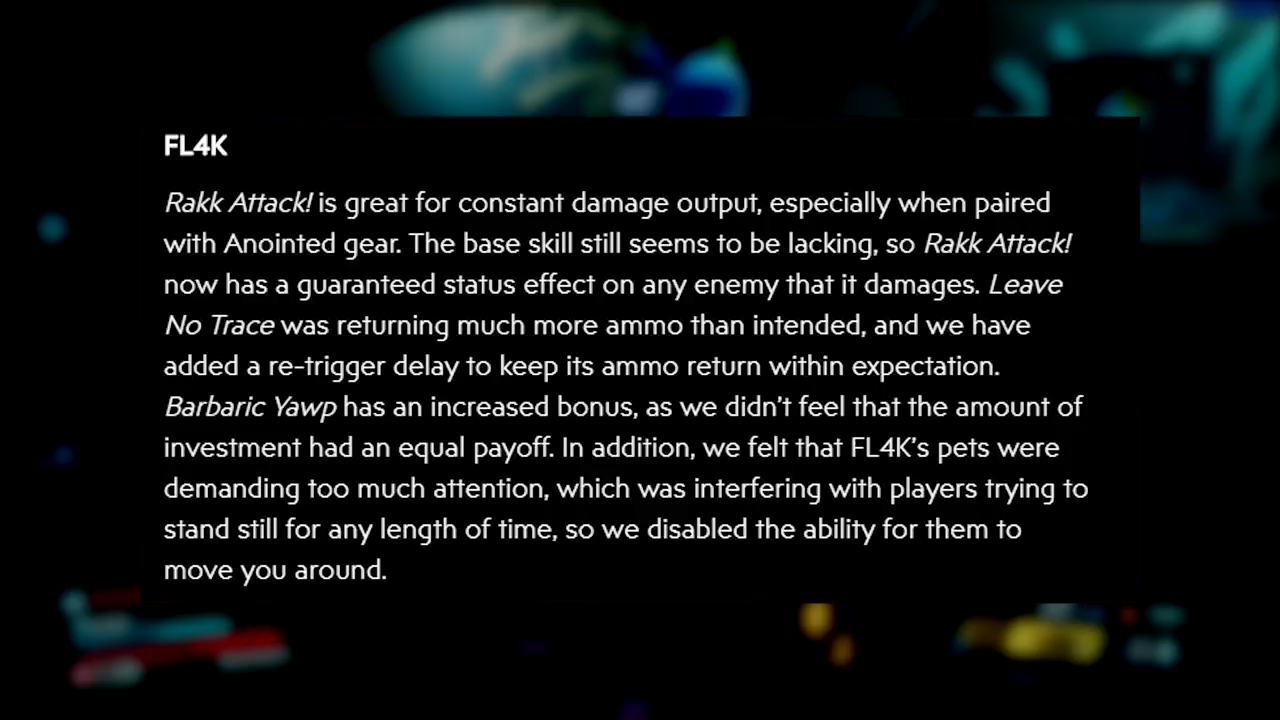 FL4K
Rakk Attack! is great for constant damage output, especially when paired
with Anointed gear. The base skill still seems to be lacking, so Rakk Attack!
now has a guaranteed status effect on any enemy that it damages. Leave
No Trace was returning much more ammo than intended, and we have
added a re-trigger delay to keep its ammo return within expectation.
Barbaric Yawp has an increased bonus, as we didn’t feel that the amount of
investment had an equal payoff. In addition, we felt that FL4K’s pets were
demanding too much attention, which was interfering with players trying to
stand still for any length of time, so we disabled the ability for them to
move you around.